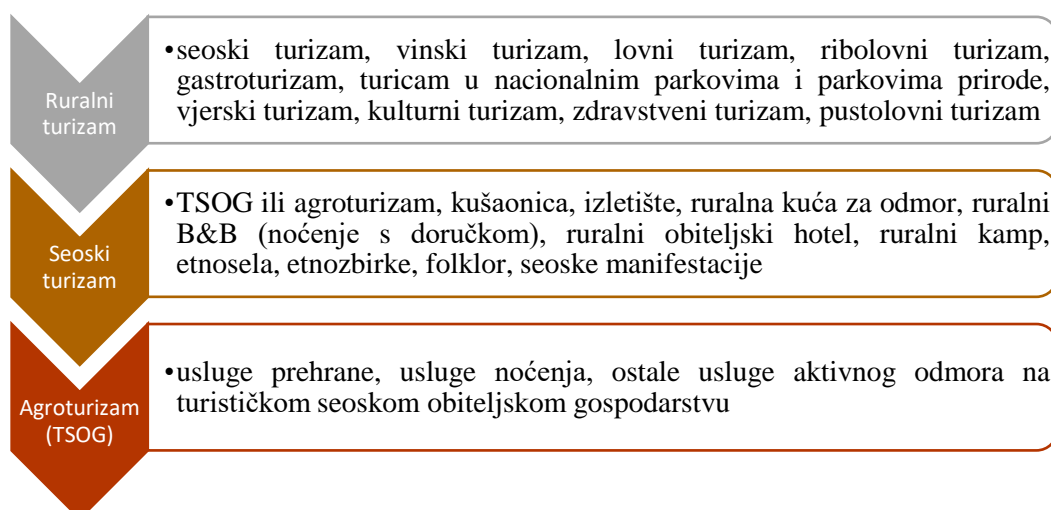 Ruralni
turizam
•seoski turizam, vinski turizam, lovni turizam, ribolovni turizam,
gastroturizam, turicam u nacionalnim parkovima i parkovima prirode,
vjerski turizam, kulturni turizam, zdravstveni turizam, pustolovni turizam
Seoski
turizam
•TSOG ili agroturizam, kušaonica, izletište, ruralna kuća za odmor, ruralni
B&B (noćenje s doručkom), ruralni obiteljski hotel, ruralni kamp,
etnosela, etnozbirke, folklor, seoske manifestacije
Agroturizam
(TSOG)
•usluge prehrane, usluge noćenja, ostale usluge aktivnog odmora na
turističkom seoskom obiteljskom gospodarstvu